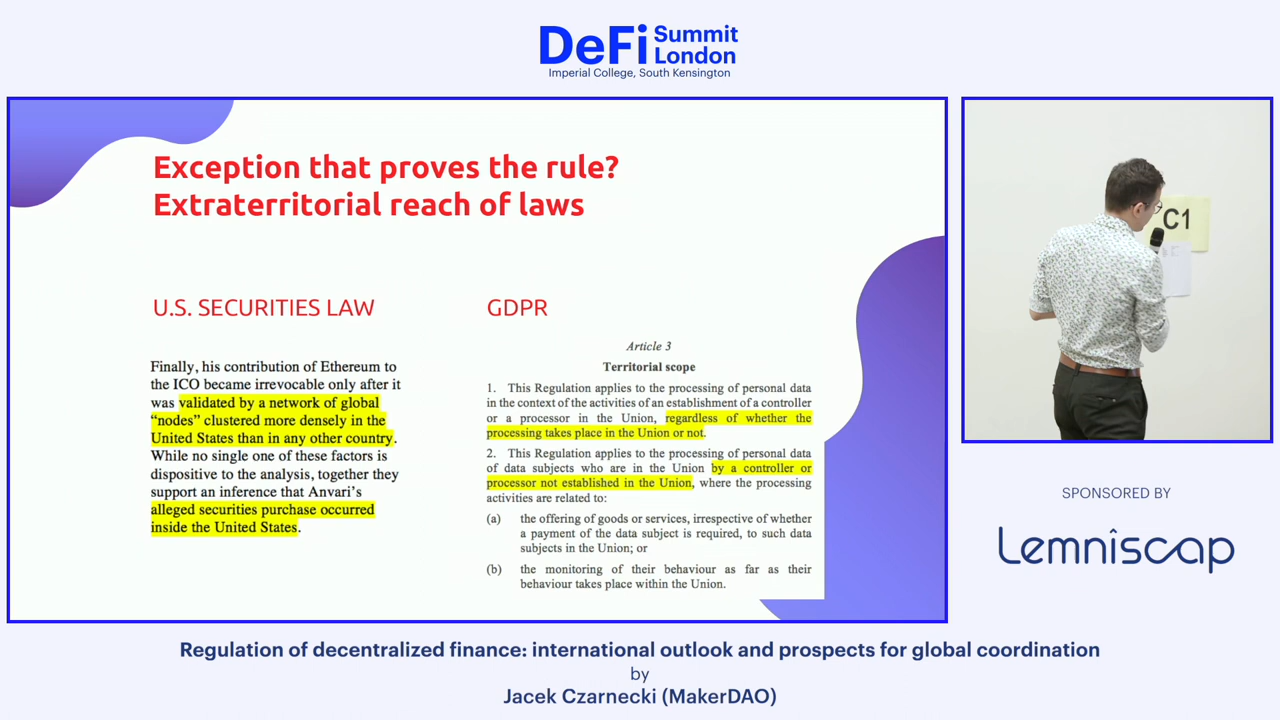 DeFi Summit
London
Imperial College, South Kensington
Exception that proves the rule?
Extraterritorial reach of laws
U.S. SECURITIES LAW
Finally, his contribution of Ethereum to
the ICO became irrevocable only after it
was validated by a network of global
“nodes” clustered more densely in the
United States than in any other country.
While no single one of these factors is
dispositive to the analysis, together they
support an inference that Anvari’s
alleged securities purchase occurred
inside the United States.
GDPR
Article 3
Territorial scope
1. This Regulation applies to the processing of personal data
in the context of the activities of an establishment of a controller
or a processor in the Union, regardless of whether the
processing takes place in the Union or not.
2. This Regulation applies to the processing of personal data
of data subjects who are in the Union by a controller or
processor not established in the Union, where the processing
activities are related to:
(a) the offering of goods or services, irrespective of whether
a payment of the data subject is required, to such data
subjects in the Union; or
(b) the monitoring of their behaviour as far as their
behaviour takes place within the Union.
C1
SPONSORED BY
Lemnîscap
Regulation of decentralized finance: international outlook and prospects for global coordination
by
Jacek Czarnecki (MakerDAO)